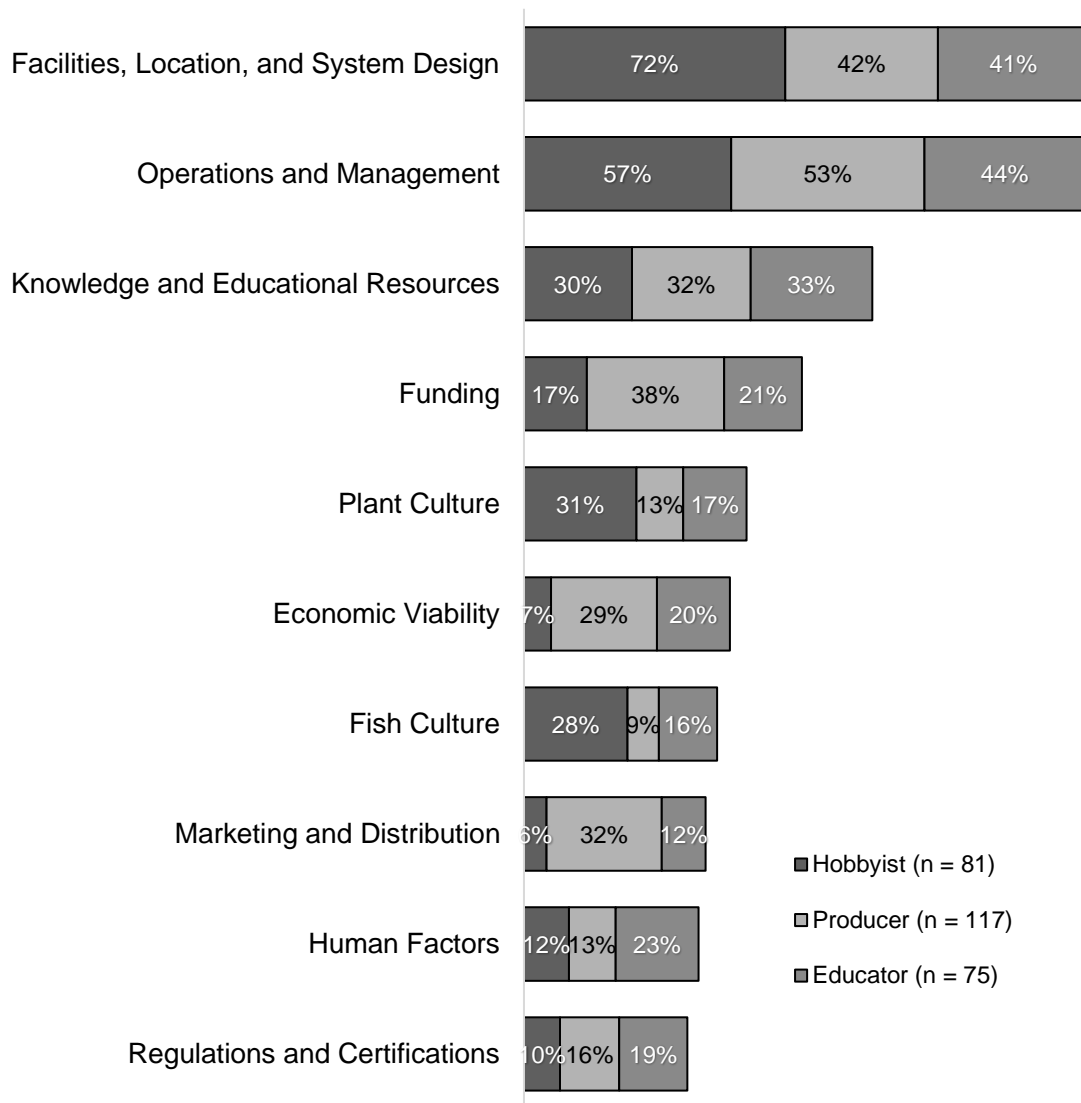 Facilities, Location, and System Design
72% 42% 41%
Operations and Management
57% 53% 44%
Knowledge and Educational Resources
30% 32% 33%
Funding
17% 38% 21%
Plant Culture
31% 13% 17%
Economic Viability
7% 29% 20%
Fish Culture
28% 9% 16%
Marketing and Distribution
6% 32% 12%
Human Factors
12% 13% 23%
Regulations and Certifications
10% 16% 19%
Hobbyist (n = 81)
Producer (n = 117)
Educator (n = 75)